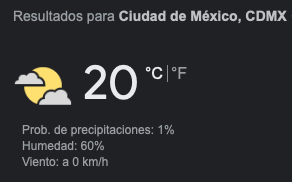 Resultados para Ciudad de México, CDMX
20 °C | °F
Prob. de precipitaciones: 1%
Humedad: 60%
Viento: a 0 km/h